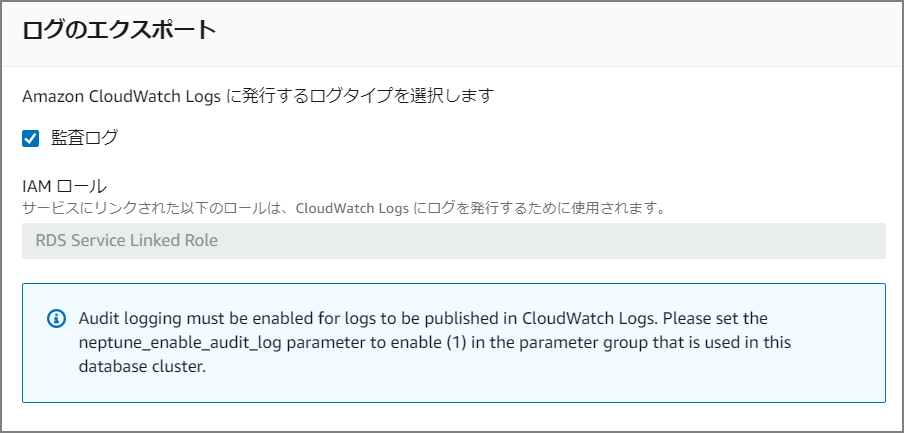 ログのエクスポート
Amazon CloudWatch Logs に発行するログタイプを選択します
監査ログ
IAM ロール
サービスにリンクされた以下のロールは、CloudWatch Logs にログを発行するために使用されます。
RDS Service Linked Role
Audit logging must be enabled for logs to be published in CloudWatch Logs. Please set the
neptune_enable_audit_log parameter to enable (1) in the parameter group that is used in this
database cluster.